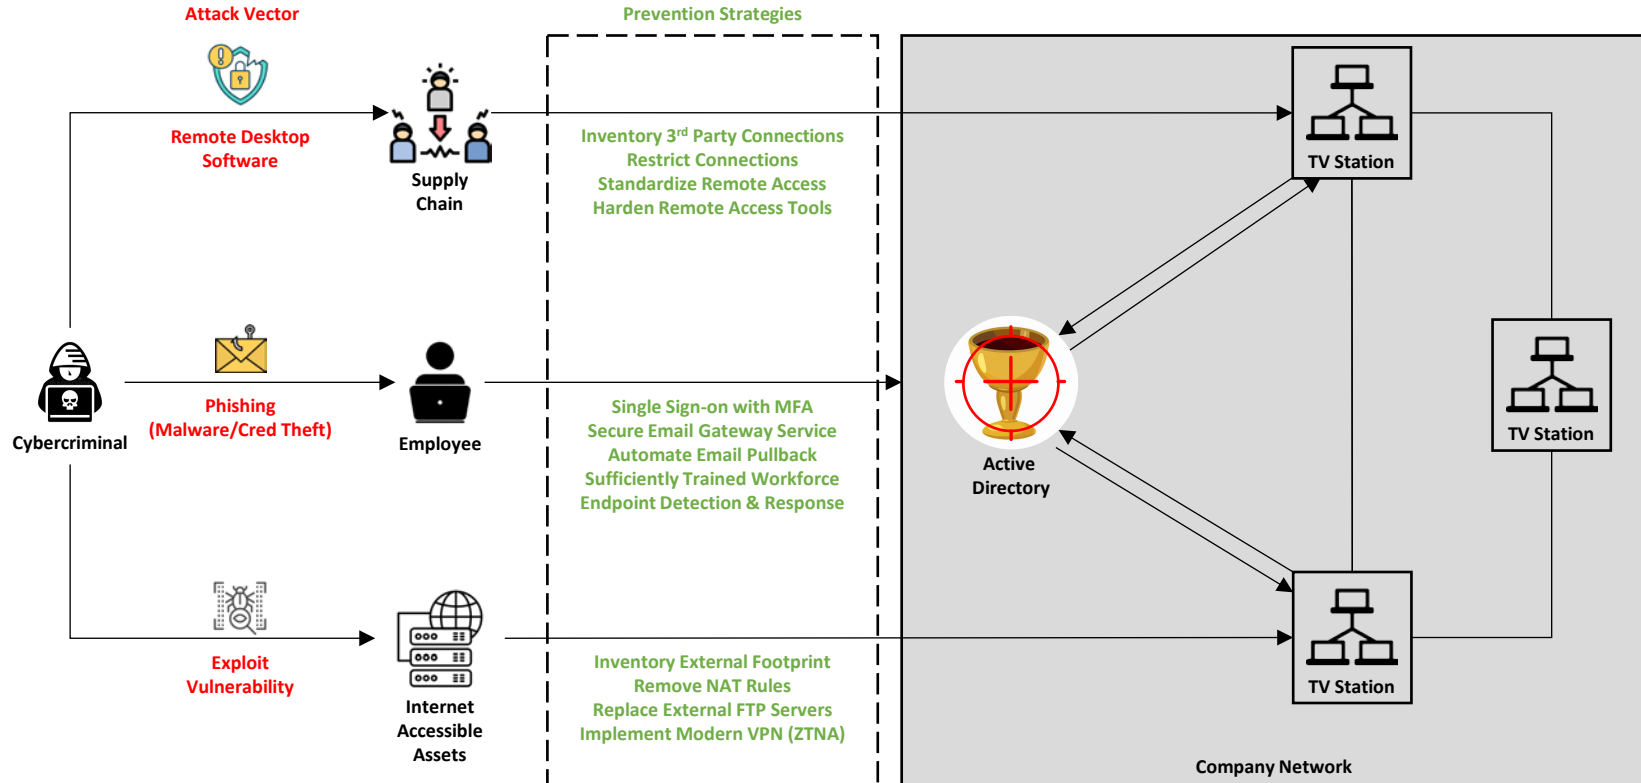 Attack Vector
Prevention Strategies
Remote Desktop
Software
Supply
Chain
Inventory 3rd Party Connections
Restrict Connections
Standardize Remote Access
Harden Remote Access Tools
TV Station
Cybercriminal
Phishing
(Malware/Cred Theft)
Employee
Single Sign-on with MFA
Secure Email Gateway Service
Automate Email Pullback
Sufficiently Trained Workforce
Endpoint Detection & Response
Active
Directory
TV Station
Exploit
Vulnerability
Internet
Accessible
Assets
Inventory External Footprint
Remove NAT Rules
Replace External FTP Servers
Implement Modern VPN (ZTNA)
TV Station
Company Network